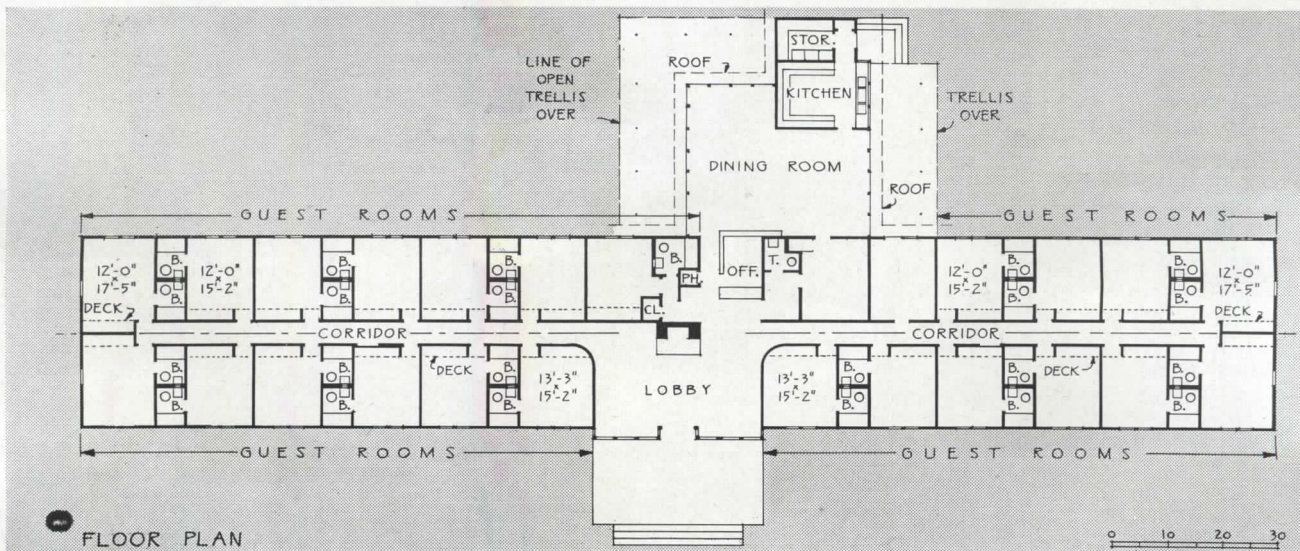 STOR.
ROOF
LINE OF
OPEN
TRELLIS
OVER
KITCHEN
TRELLIS
OVER
DINING ROOM
ROOF
GUEST ROOMS
GUEST ROOMS
12'-0"
x
17'-5"
DECK
B.
B.
12'-0"
x
15'-2"
B.
B.
B.
B.
B.
PH.
CL.
OFF.
T.
12'-0"
x
15'-2"
B.
B.
B.
B.
12'-0"
x
17'-5"
DECK
CORRIDOR
CORRIDOR
B.
B.
B.
B.
DECK
B.
B.
13'-3"
x
15'-2"
LOBBY
13'-3"
x
15'-2"
B.
B.
B.
B.
DECK
B.
B.
GUEST ROOMS
GUEST ROOMS
FLOOR PLAN
0 10 20 30